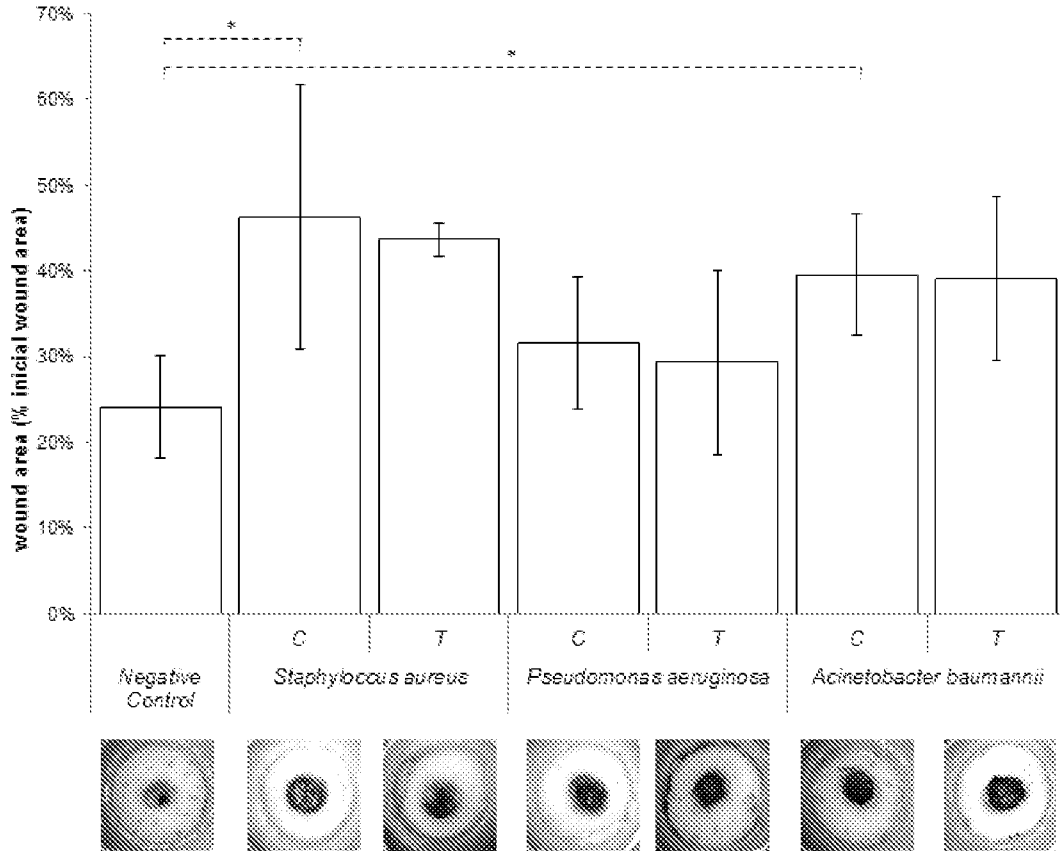 70%
*
*
60%
50%
40%
30%
20%
10%
0%
wound area (% inicial wound area)
C
T
C
T
C
T
Negative
Control
Staphyloccus aureus
Pseudomonas aeruginosa
Acinetobacter baumannii